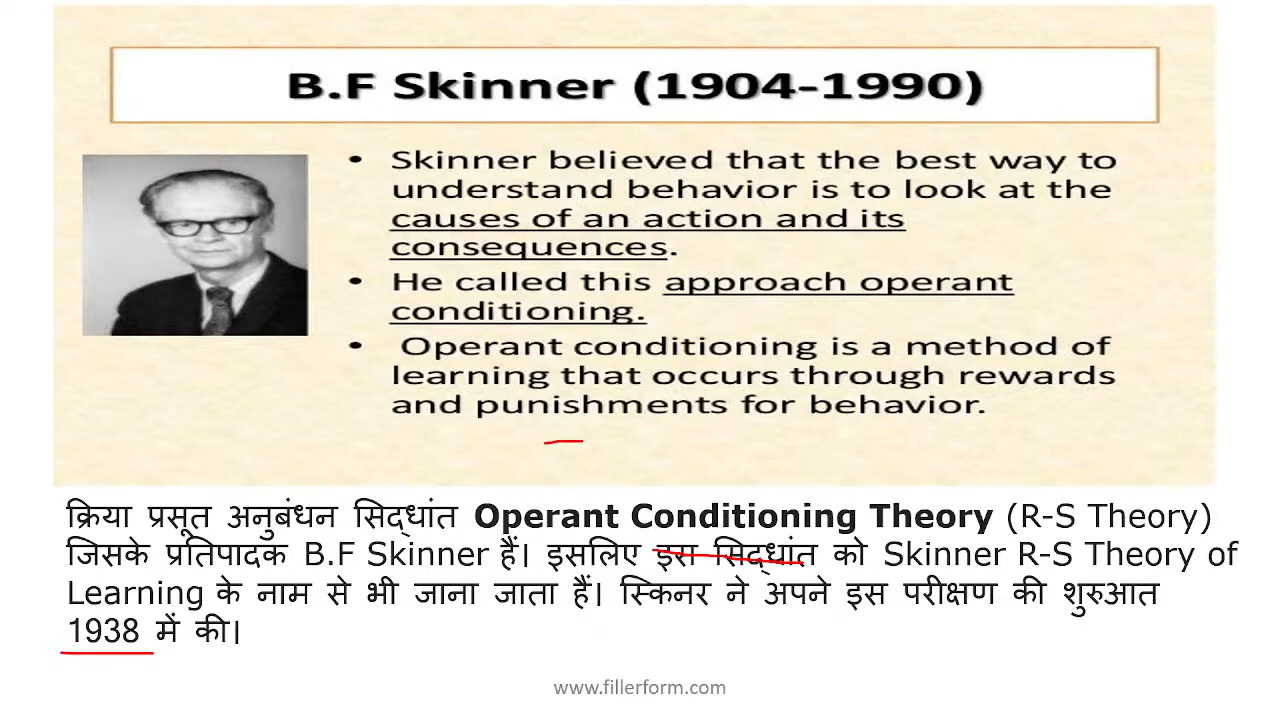 B.F Skinner (1904-1990)
• Skinner believed that the best way to
understand behavior is to look at the
causes of an action and its
consequences.
• He called this approach operant
conditioning.
• Operant conditioning is a method of
learning that occurs through rewards
and punishments for behavior.
क्रिया प्रसूत अनुबंधन सिद्धांत Operant Conditioning Theory (R-S Theory)
जिसके प्रतिपादक B.F Skinner हैं। इसलिए इस सिद्धांत को Skinner R-S Theory of
Learning के नाम से भी जाना जाता हैं। स्किनर ने अपने इस परीक्षण की शुरुआत
1938 में की।
www.fillerform.com